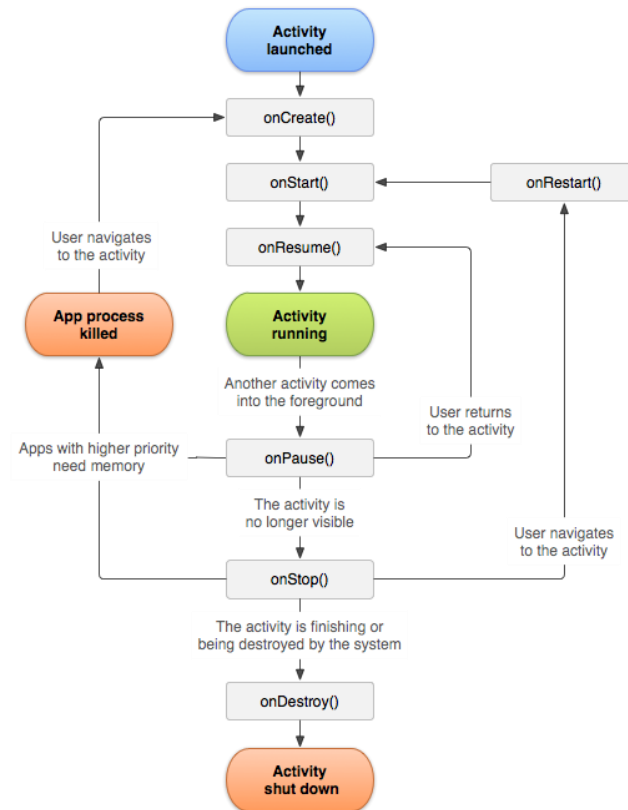 Activity
launched
onCreate()
onStart()
onRestart()
User navigates
to the activity
onResume()
App process
killed
Activity
running
Another activity comes
into the foreground
User returns
to the activity
Apps with higher priority
need memory
onPause()
The activity is
no longer visible
User navigates
to the activity
onStop()
The activity is finishing or
being destroyed by the system
onDestroy()
Activity
shut down